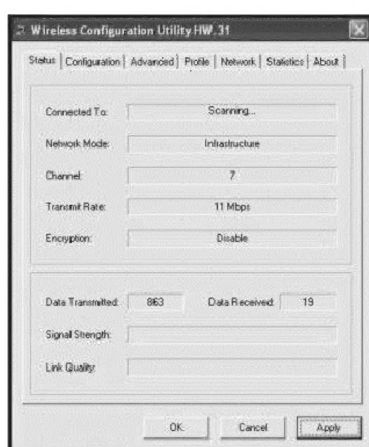 Wireless Configuration Utility HW.31
Status Configuration Advanced Profile Network Statistics About
Connected To: Scanning...
Network Mode: Infrastructure
Channel: 7
Transmit Rate: 11 Mbps
Encryption: Disable
Data Transmitted: 863 Data Received: 19
Signal Strength:
Link Quality:
OK Cancel Apply